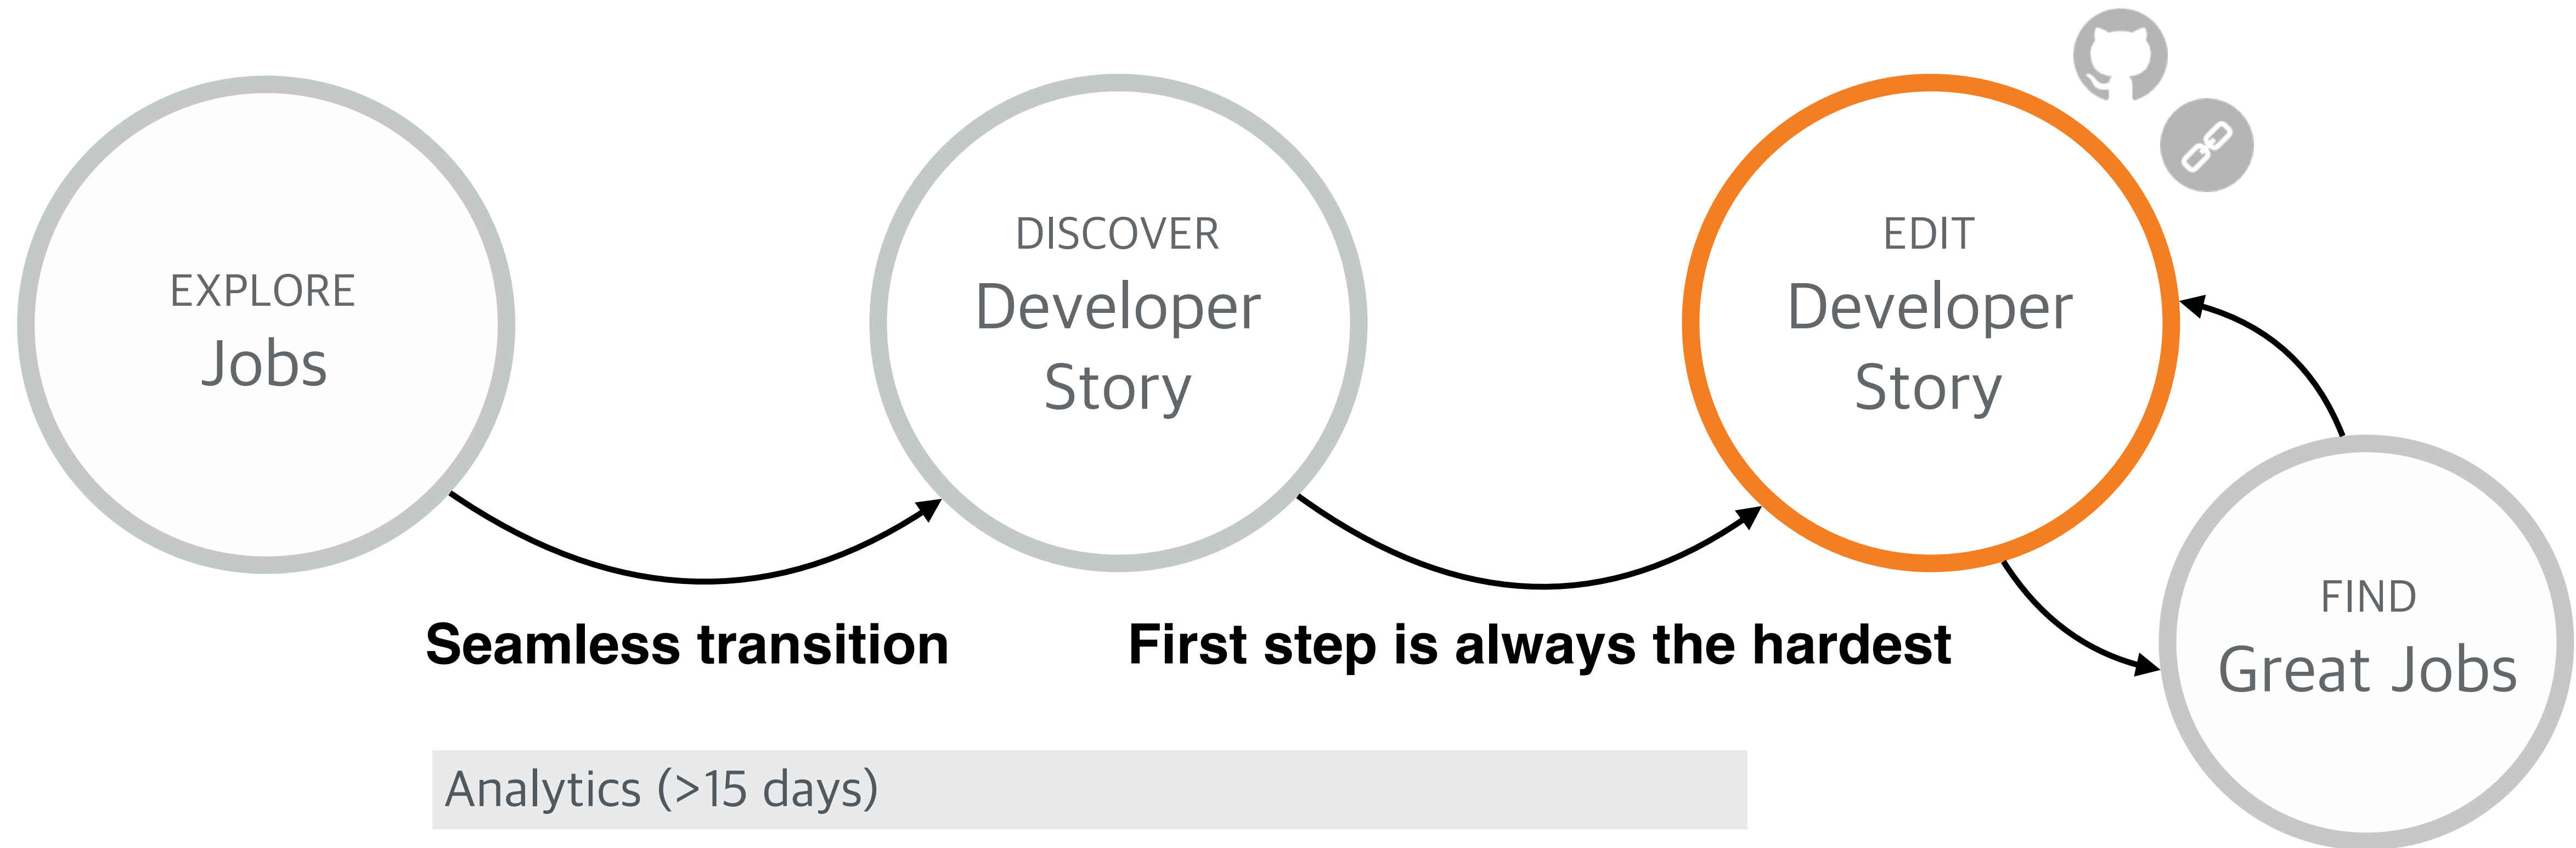 EXPLORE
Jobs
DISCOVER
Developer
Story
EDIT
Developer
Story
FIND
Great Jobs
Seamless transition
First step is always the hardest
Analytics (>15 days)